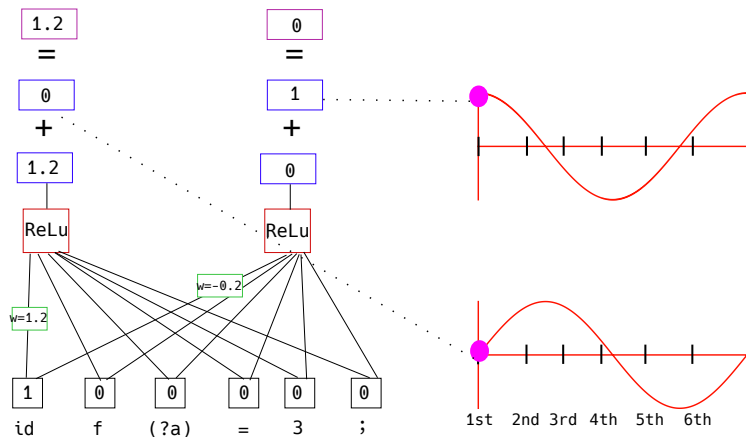 1.2 0
= =
0 1
+ +
1.2 0
ReLu ReLu
w=-0.2
w=1.2
1 0 0 0 0 0
id f (?a) = 3 ;
1st 2nd 3rd 4th 5th 6th